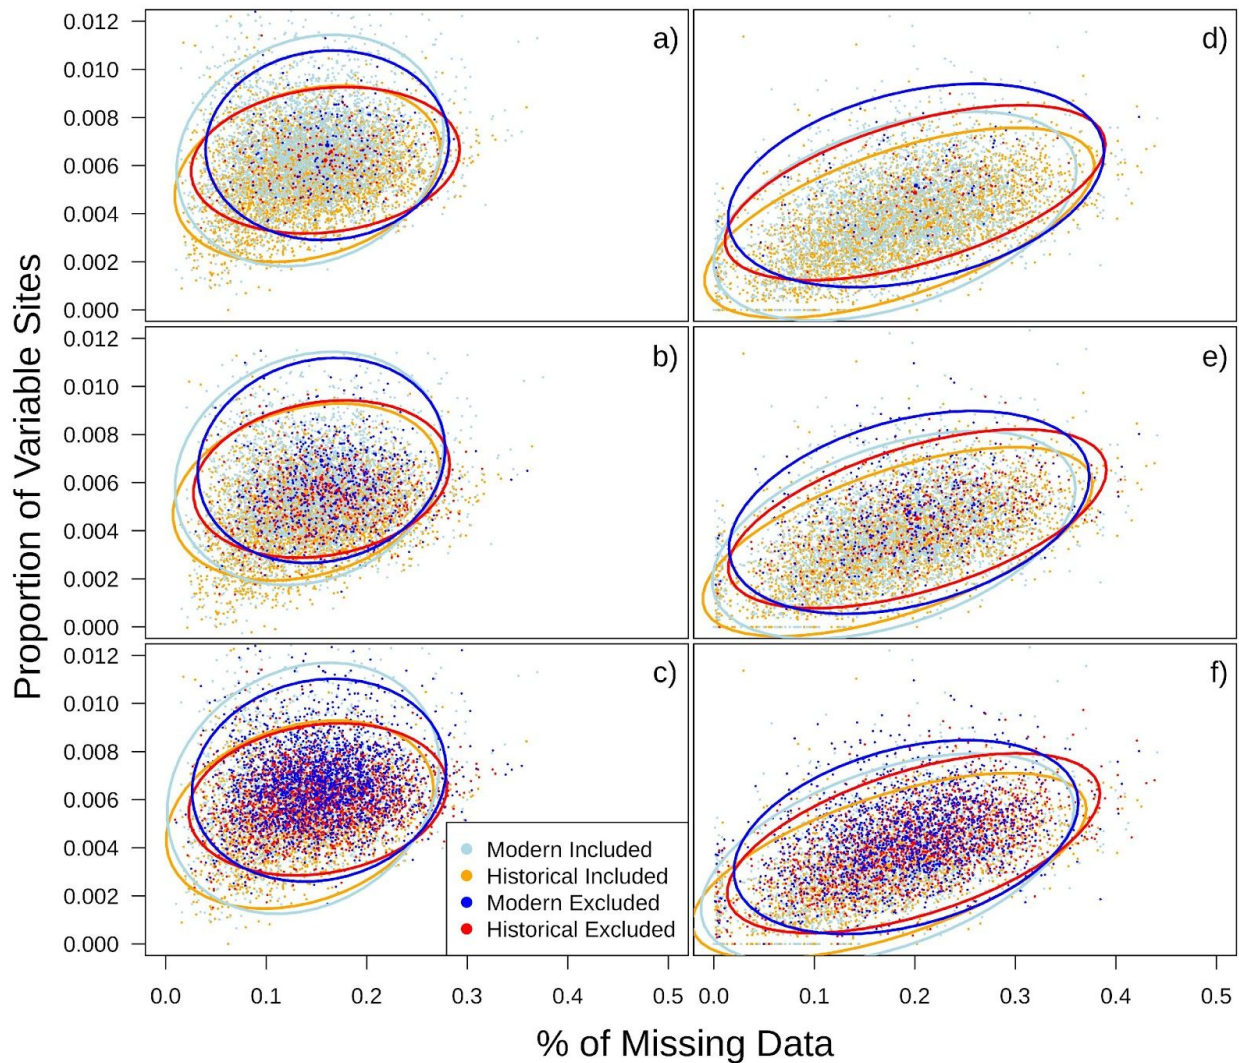 Proportion of Variable Sites
0.012
0.010
0.008
0.006
0.004
0.002
0.000
a)
d)
0.012
0.010
0.008
0.006
0.004
0.002
0.000
b)
e)
0.012
0.010
0.008
0.006
0.004
0.002
0.000
c)
Modern Included
Historical Included
Modern Excluded
Historical Excluded
f)
0.0 0.1 0.2 0.3 0.4 0.5
0.0 0.1 0.2 0.3 0.4 0.5
% of Missing Data